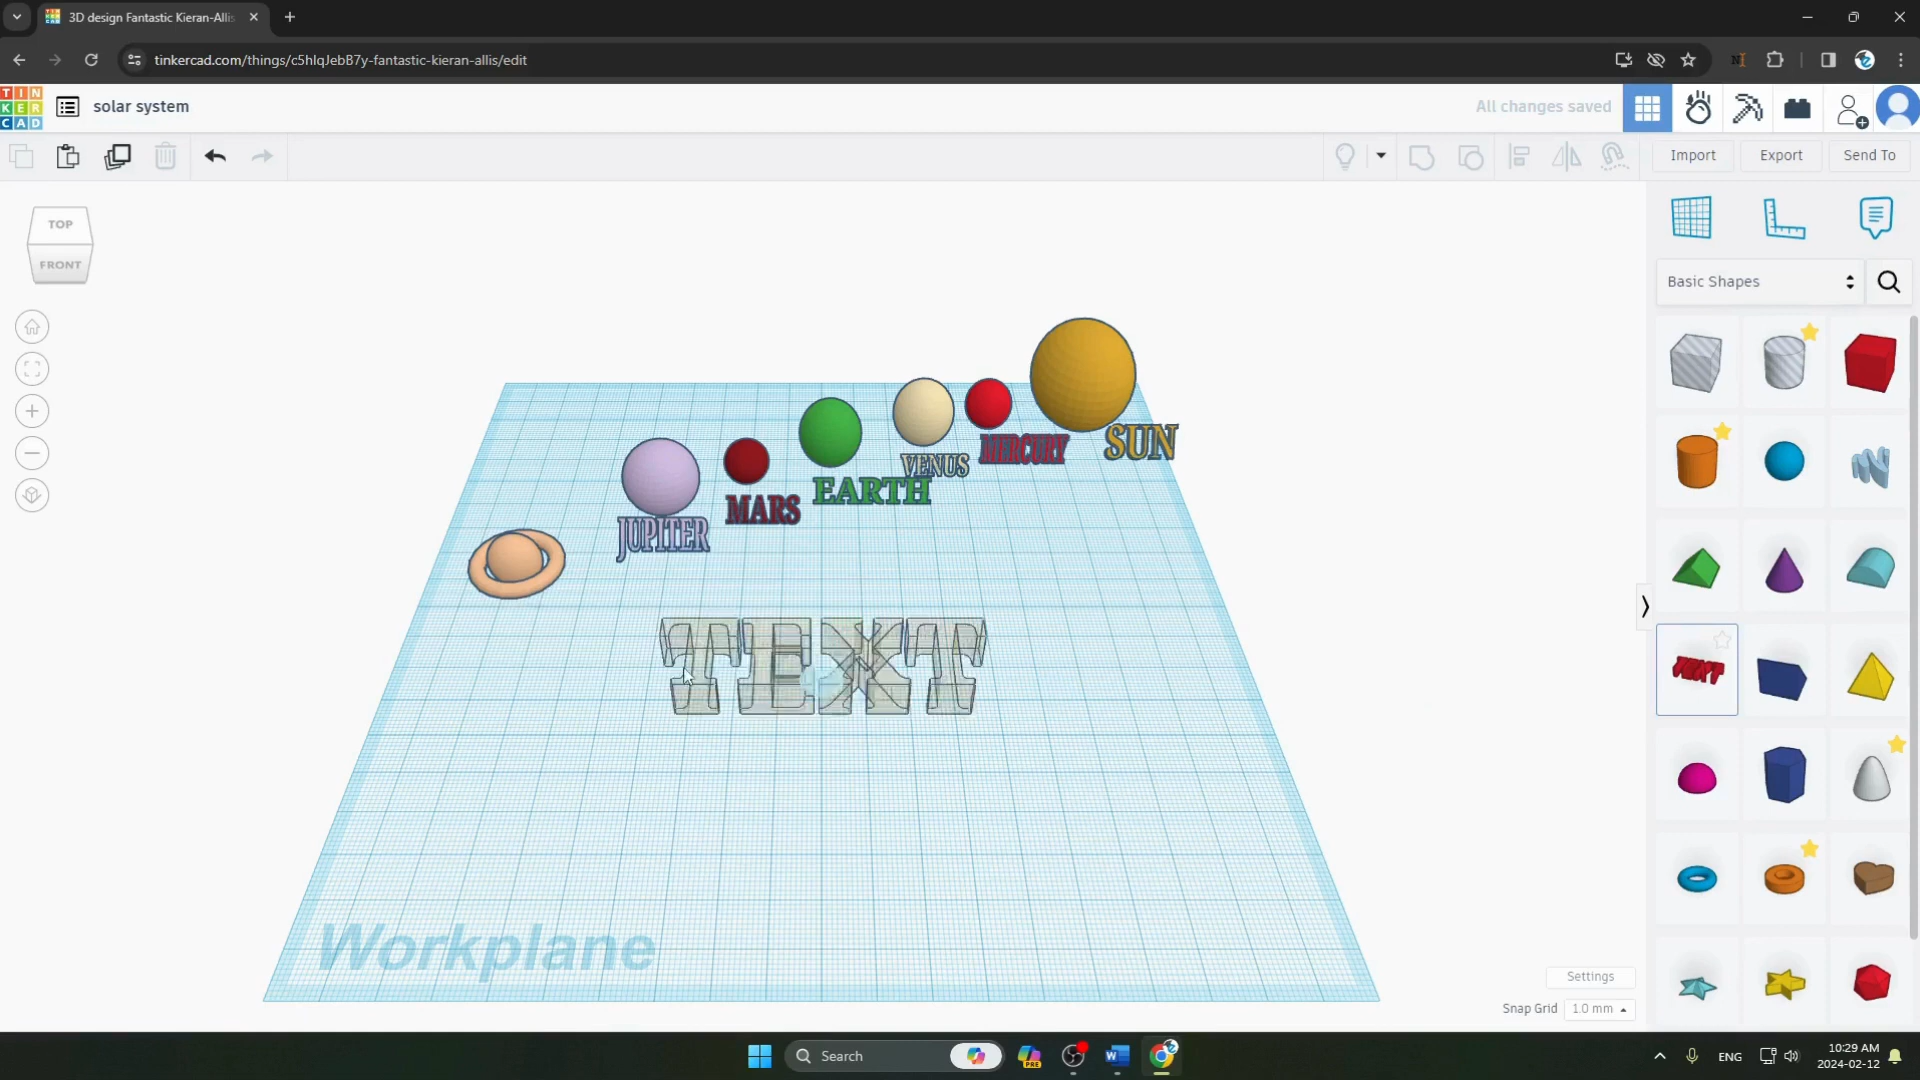 3D design Fantastic Kieran-Allis
tinkercad.com/things/c5hlqJebB7y-fantastic-kieran-allis/edit
TIN
KER
CAD
solar system
All changes saved
Import
Export
Send To
TOP
FRONT
Basic Shapes
SUN
MERCURY
VENUS
EARTH
MARS
JUPITER
TEXT
TEXT
Workplane
Settings
Snap Grid 1.0 mm
Search
PRE
ENG
10:29 AM
2024-02-12